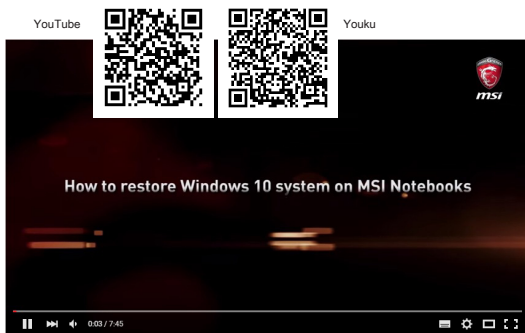 YouTube
Youku
msi
How to restore Windows 10 system on MSI Notebooks
0:03 / 7:45